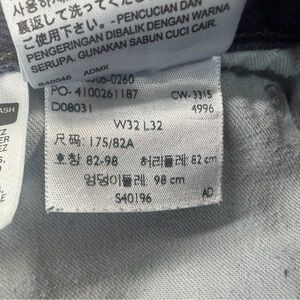 裏返して洗ってくださ
ご使用下さい。- PENCUCIAN DAN
PENGERINGAN DIBALIK DENGAN WARNA
SERUPA. GUNAKAN SABUN CUCI CAIR.
ADMX
-0260
PO- 4100261187 CW-3315
D08031 4996
W32 L32
尺码: 175/82A
호칭 82-98 허리둘레: 82 cm
엉덩이둘레: 98 cm
S40196 AD
ASH